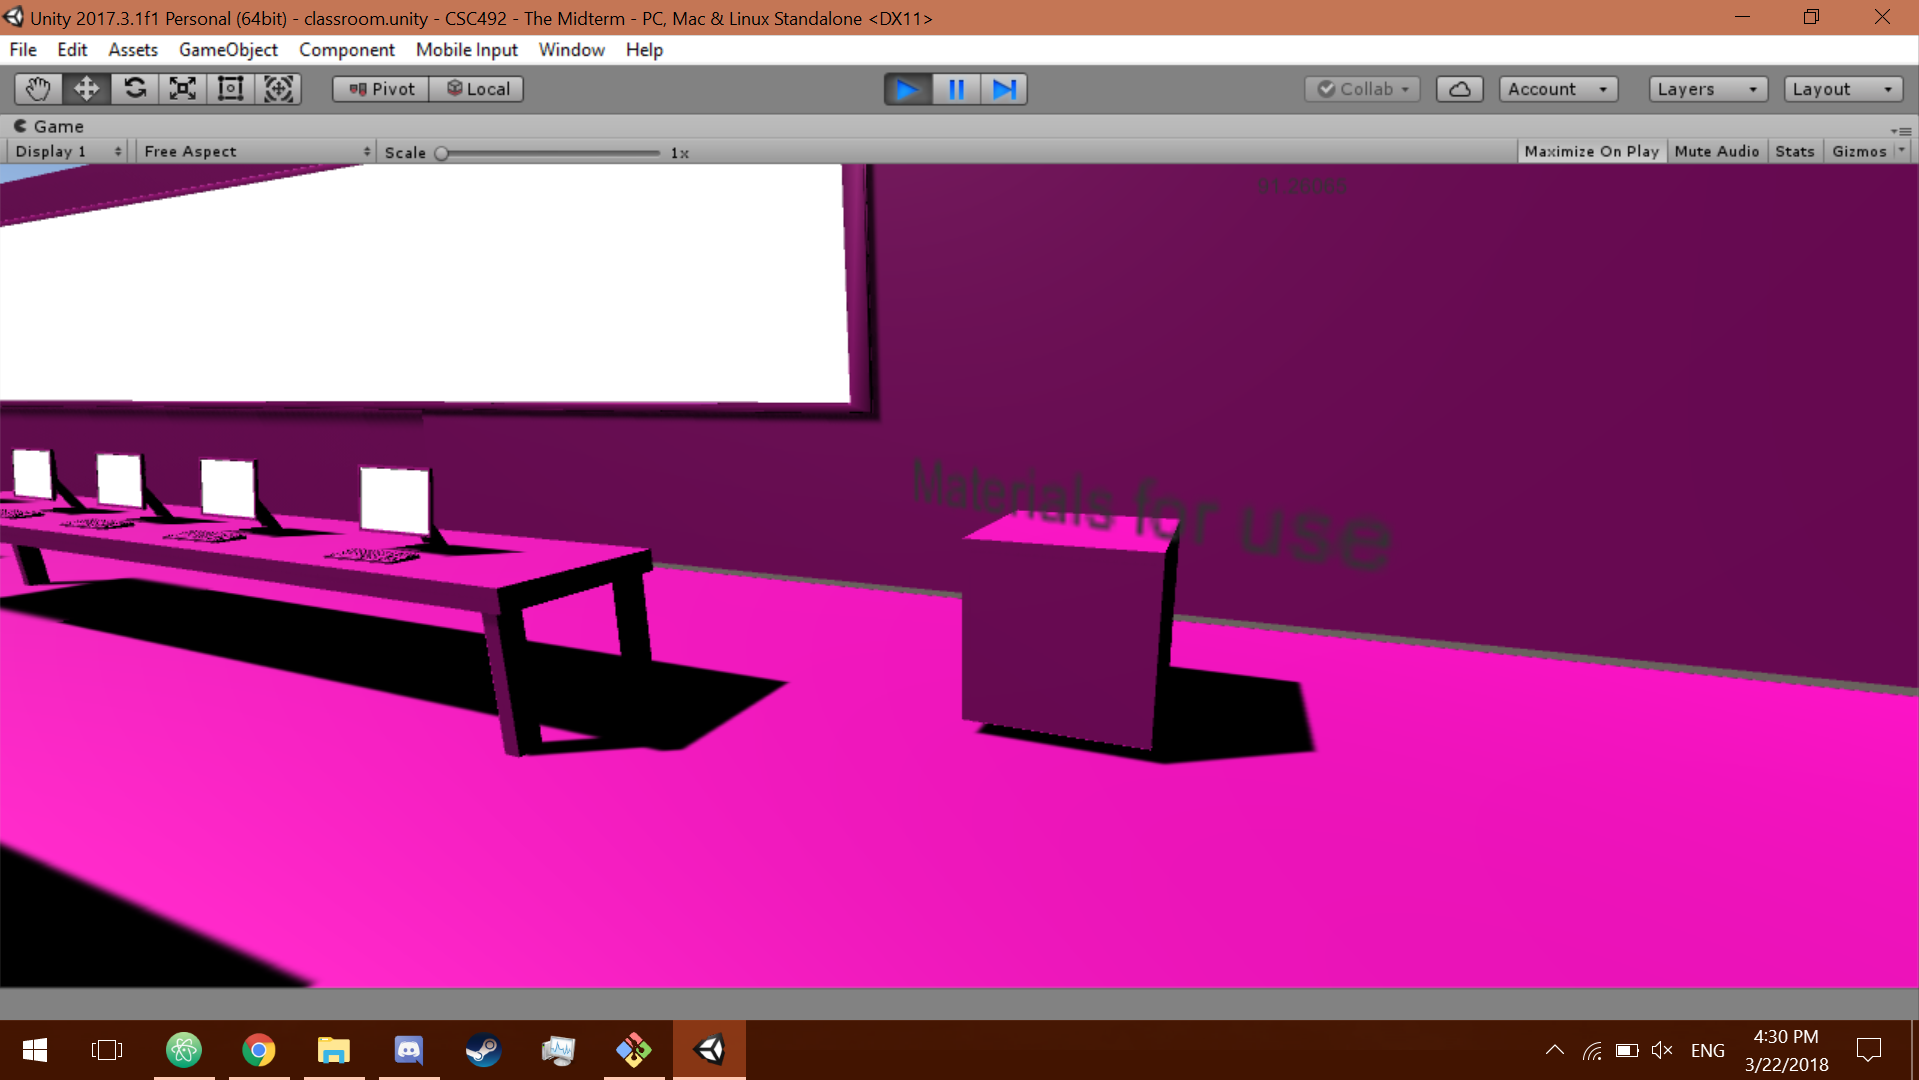 Unity 2017.3.1f1 Personal (64bit) - classroom.unity - CSC492 - The Midterm - PC, Mac & Linux Standalone <DX11>
File Edit Assets GameObject Component Mobile Input Window Help
Pivot Local Collab Account Layers Layout
Game
Display 1 Free Aspect Scale 1x Maximize On Play Mute Audio Stats Gizmos
Materials for use
4:30 PM
ENG
3/22/2018